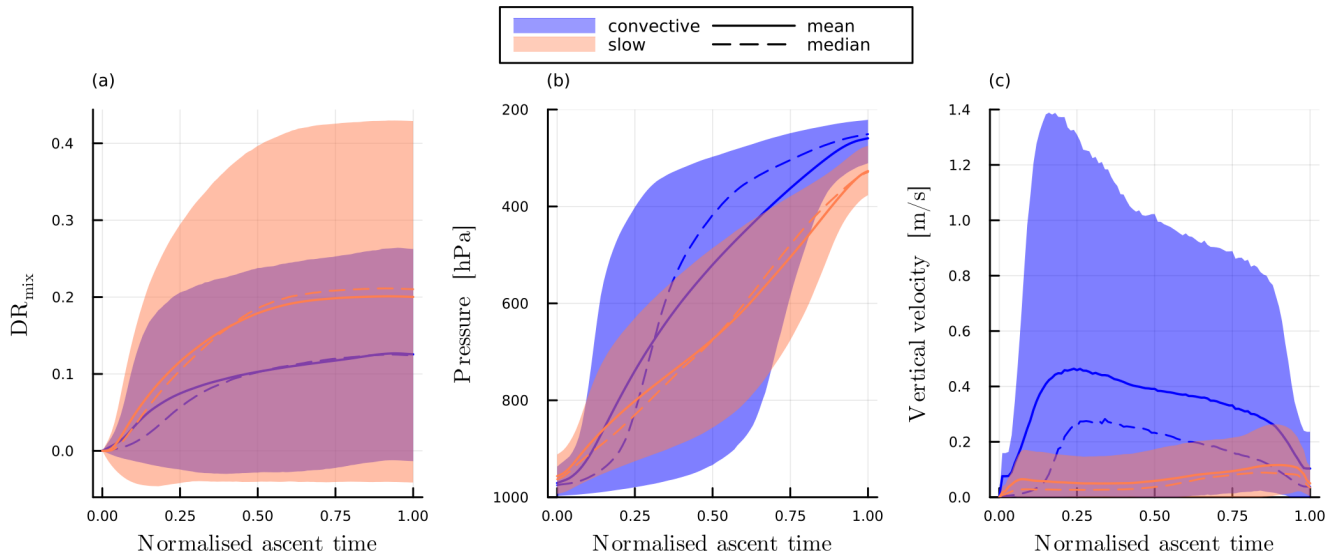 convective mean
slow median
(a)
(b)
(c)
DR_mix
0.4
0.3
0.2
0.1
0.0
0.00 0.25 0.50 0.75 1.00
Normalised ascent time
Pressure [hPa]
200
400
600
800
1000
0.00 0.25 0.50 0.75 1.00
Normalised ascent time
Vertical velocity [m/s]
1.4
1.2
1.0
0.8
0.6
0.4
0.2
0.0
0.00 0.25 0.50 0.75 1.00
Normalised ascent time